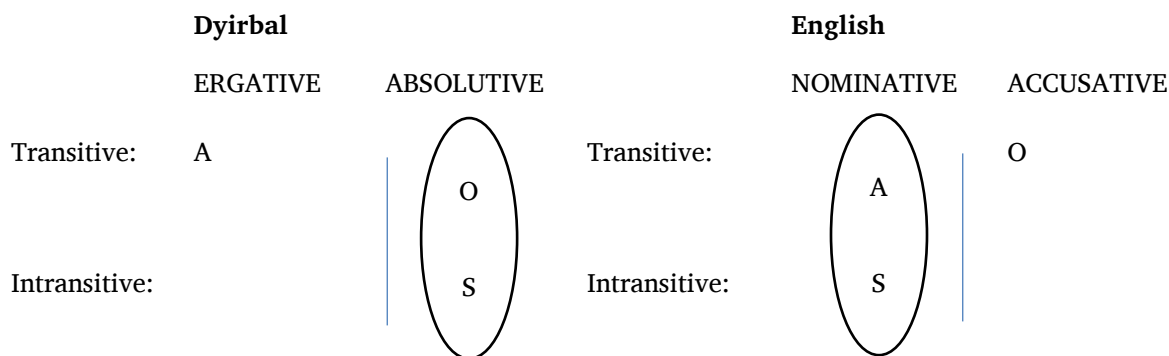 Dyirbal English
ERGATIVE ABSOLUTIVE NOMINATIVE ACCUSATIVE
Transitive: A Transitive: O
O A
Intransitive: S Intransitive: S